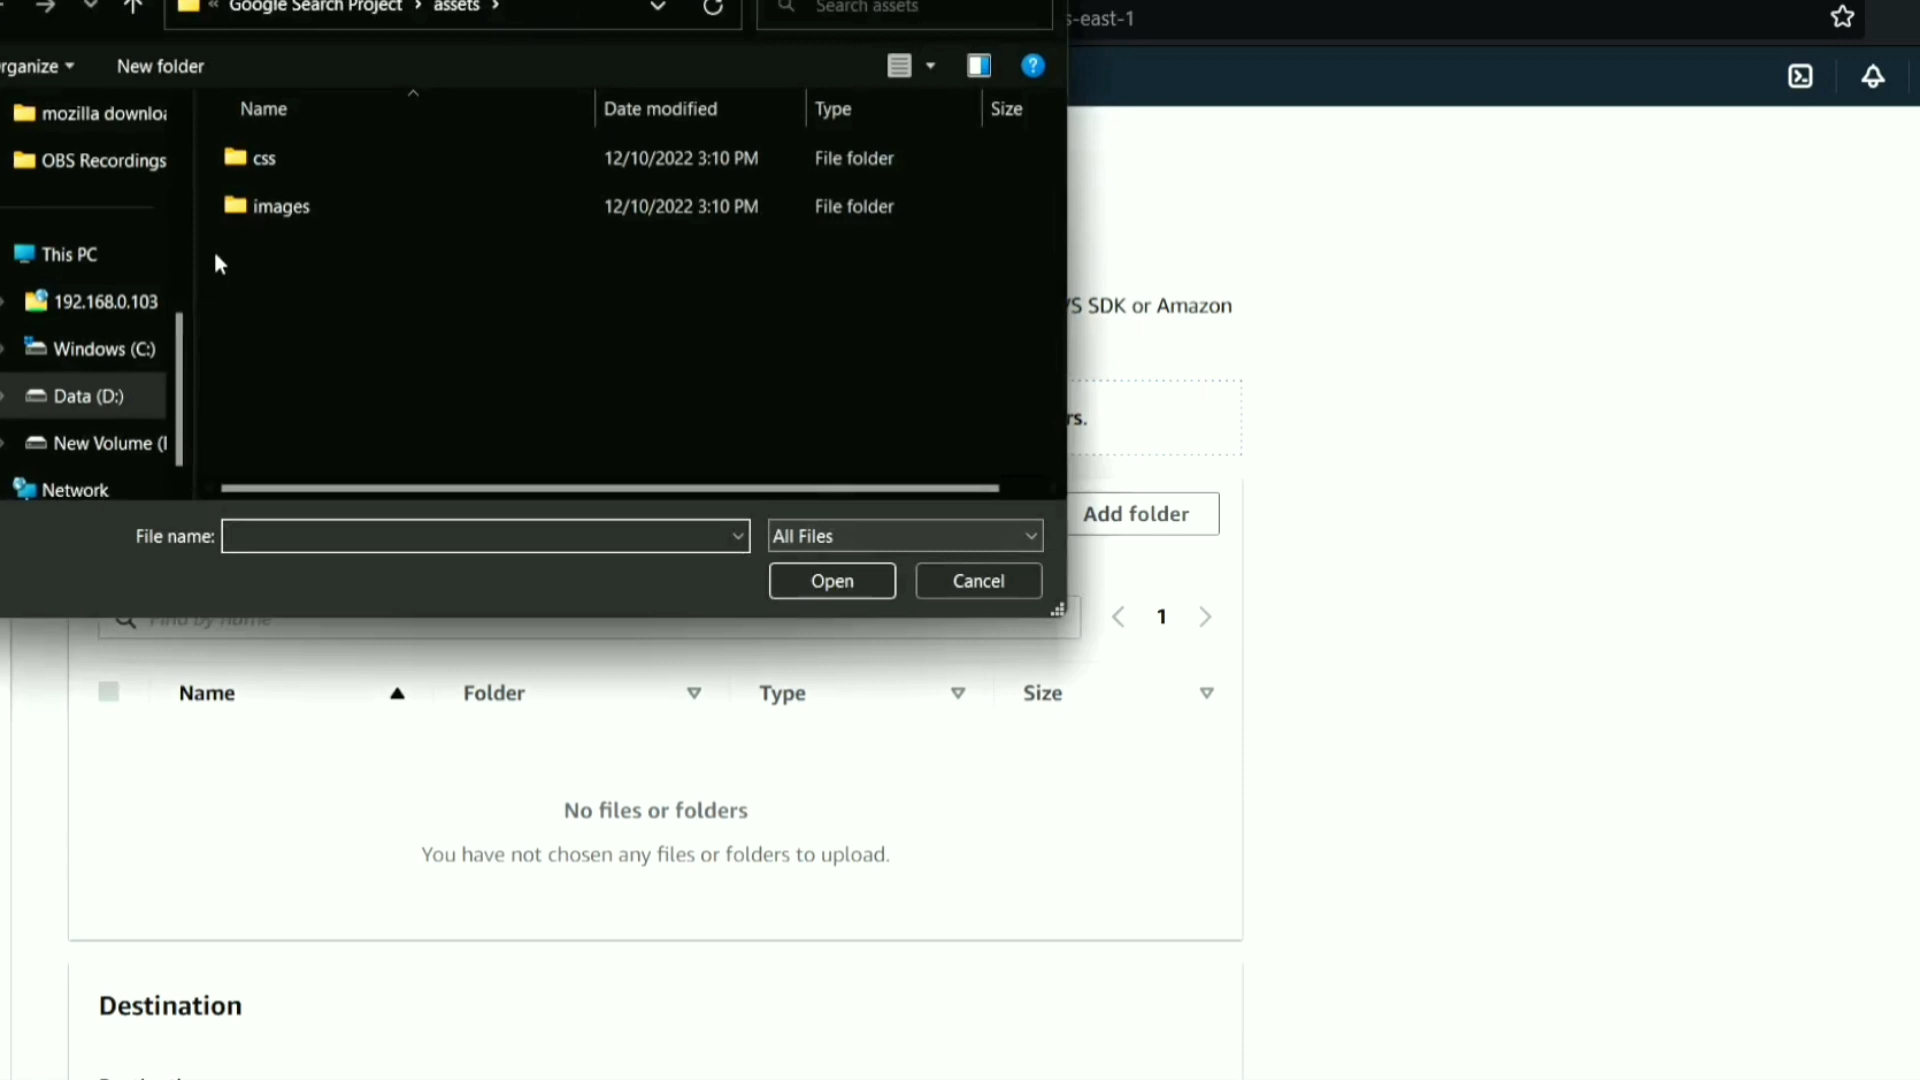 Google Search Project > assets >
Search assets
s-east-1
rganize
New folder
Name
Date modified
Type
Size
mozilla downloa
OBS Recordings
css
12/10/2022 3:10 PM
File folder
images
12/10/2022 3:10 PM
File folder
This PC
192.168.0.103
Windows (C:)
Data (D:)
New Volume (
Network
S SDK or Amazon
rs.
File name:
All Files
Open
Cancel
Add folder
Find by name
1
Name
Folder
Type
Size
No files or folders
You have not chosen any files or folders to upload.
Destination